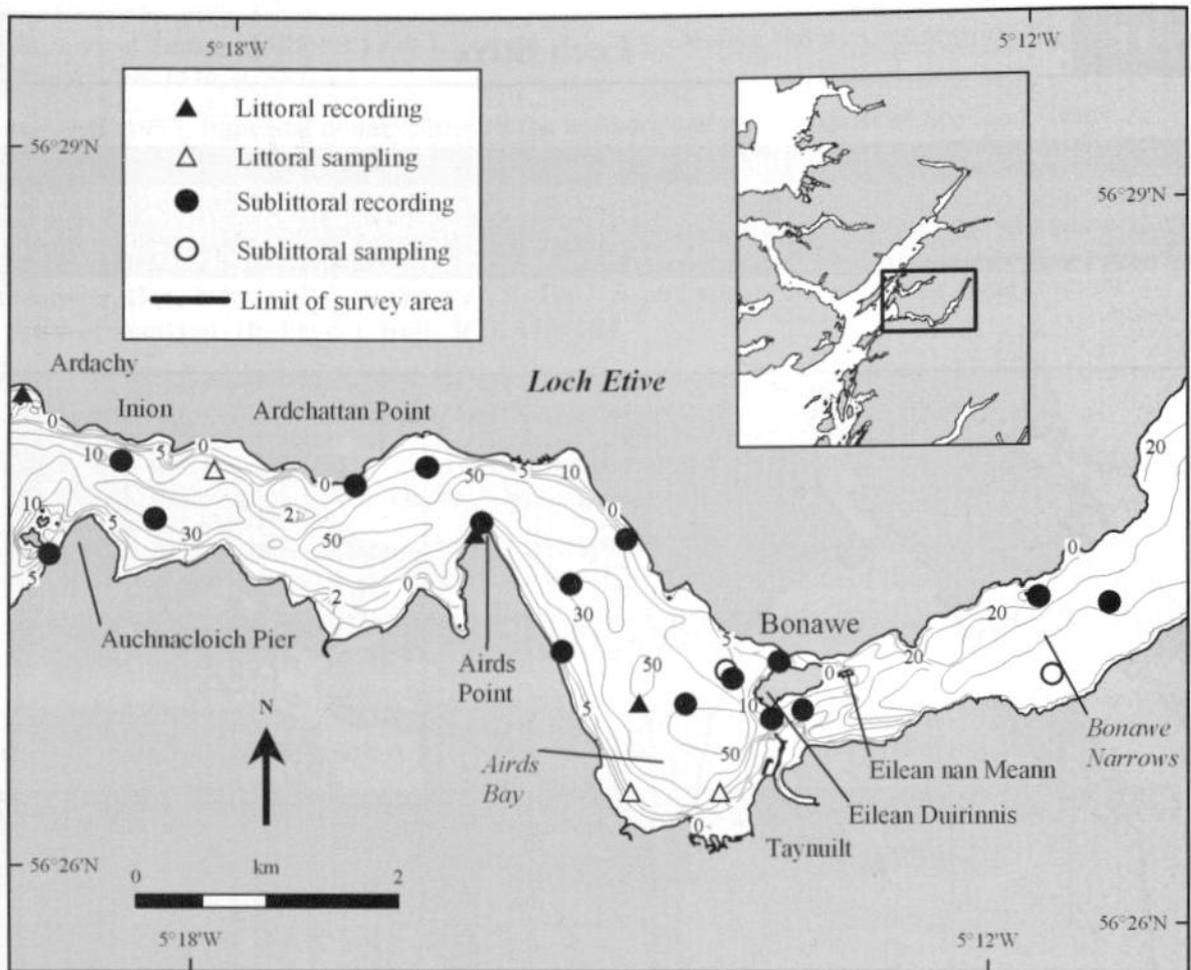 5°18'W
5°12'W
Littoral recording
Littoral sampling
Sublittoral recording
Sublittoral sampling
Limit of survey area
56°29'N
56°29'N
Ardachy
Inion
Ardchattan Point
Loch Etive
0
10
5
0
0
50
5
10
20
10
5
30
2
50
0
0
20
5
0
2
30
5
Bonawe
20
20
Auchnacloich Pier
Airds
Point
50
0
10
5
50
N
Airds
Bay
Bonawe
Narrows
Eilean nan Meann
Eilean Duirinnis
0
Taynuilt
56°26'N
0
km
2
56°26'N
5°18'W
5°12'W